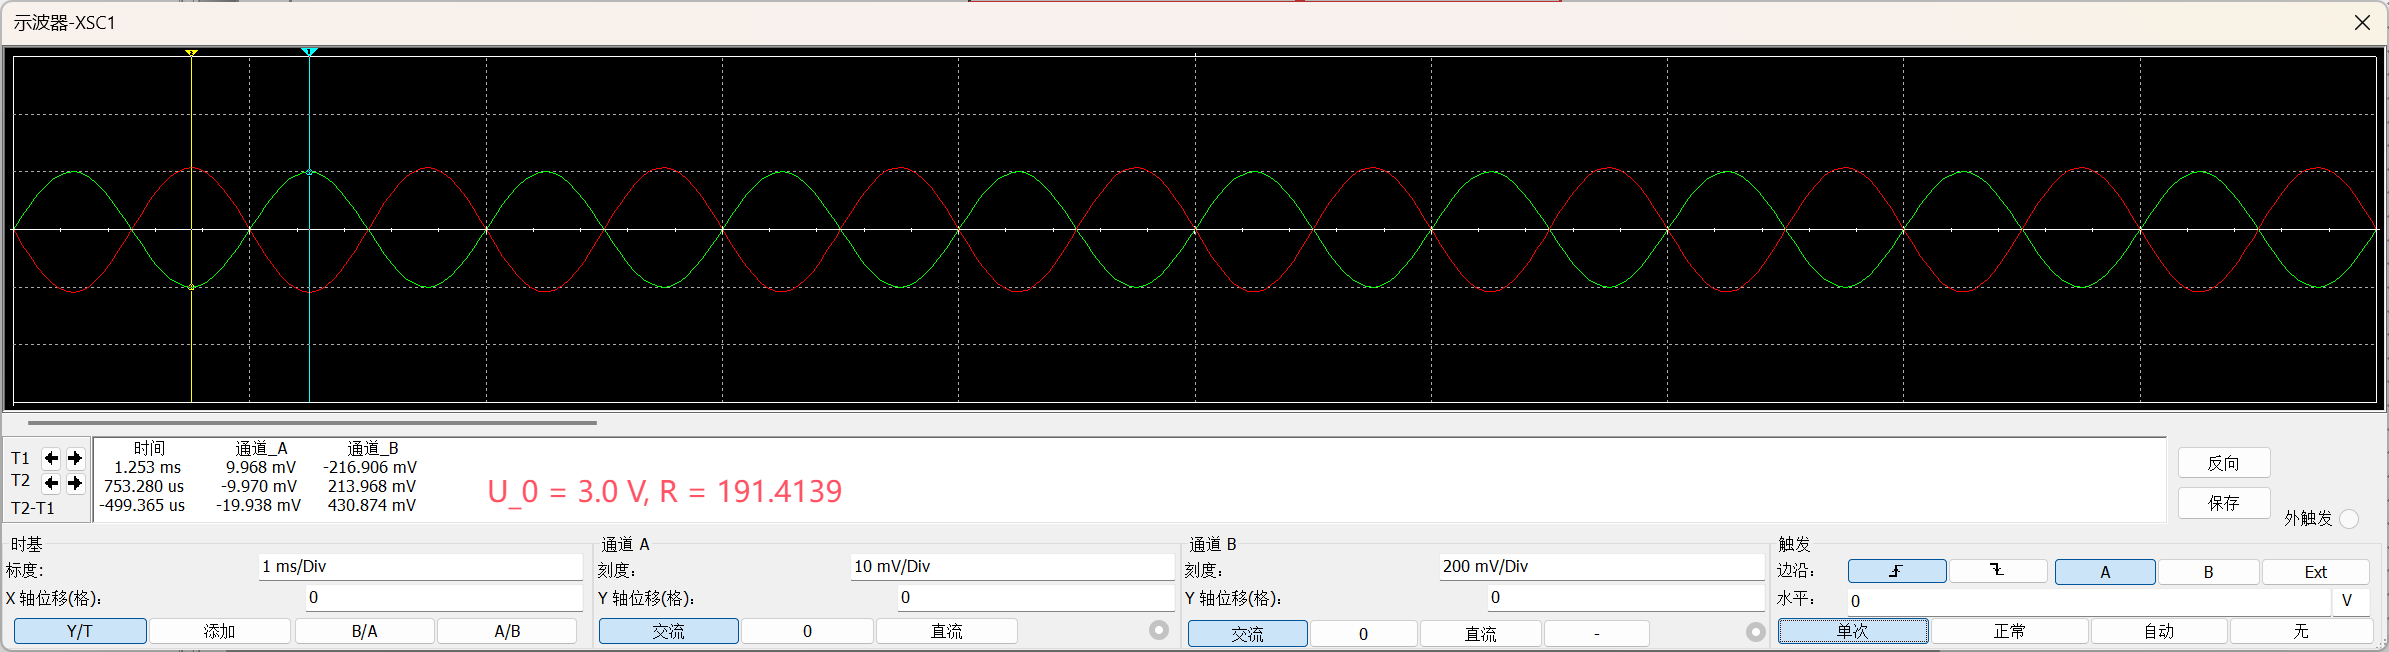 示波器-XSC1
时间 通道_A 通道_B
T1 1.253 ms 9.968 mV -216.906 mV
T2 753.280 us -9.970 mV 213.968 mV
T2-T1 -499.365 us -19.938 mV 430.874 mV
U_0 = 3.0 V, R = 191.4139
反向
保存
外触发
时基
标度: 1 ms/Div
X 轴位移(格): 0
Y/T 添加 B/A A/B
通道 A
刻度: 10 mV/Div
Y 轴位移(格): 0
交流 0 直流
通道 B
刻度: 200 mV/Div
Y 轴位移(格): 0
交流 0 直流 -
触发
边沿: A B Ext
水平: 0 V
单次 正常 自动 无